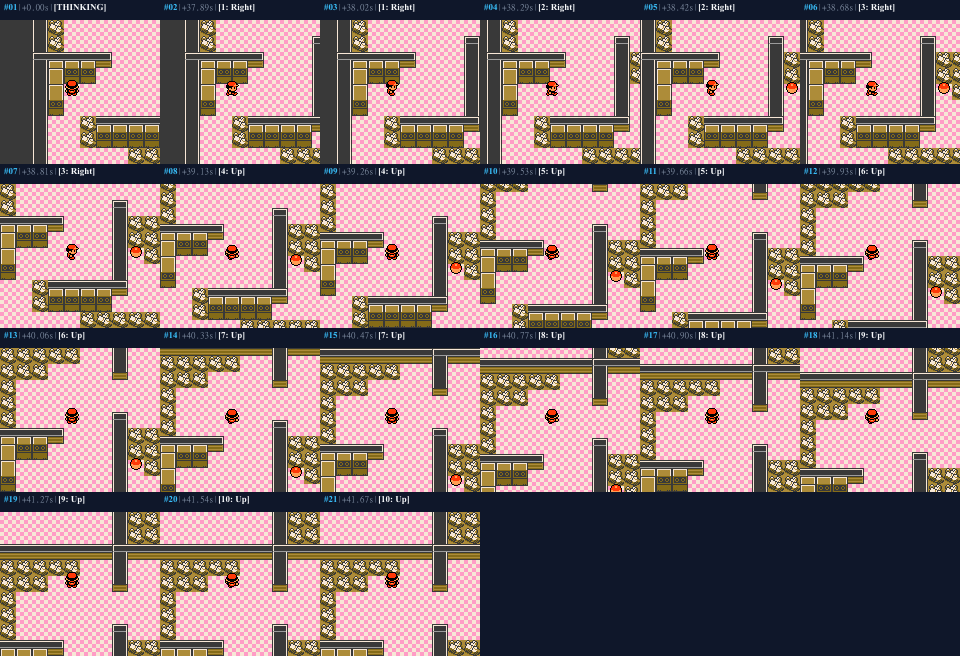 #01|+0.00s| [THINKING]
#02|+37.89s| [1: Right]
#03|+38.02s| [1: Right]
#04|+38.29s| [2: Right]
#05|+38.42s| [2: Right]
#06|+38.68s| [3: Right]
#07|+38.81s| [3: Right]
#08|+39.13s| [4: Up]
#09|+39.26s| [4: Up]
#10|+39.53s| [5: Up]
#11|+39.66s| [5: Up]
#12|+39.93s| [6: Up]
#13|+40.06s| [6: Up]
#14|+40.33s| [7: Up]
#15|+40.47s| [7: Up]
#16|+40.77s| [8: Up]
#17|+40.90s| [8: Up]
#18|+41.14s| [9: Up]
#19|+41.27s| [9: Up]
#20|+41.54s| [10: Up]
#21|+41.67s| [10: Up]